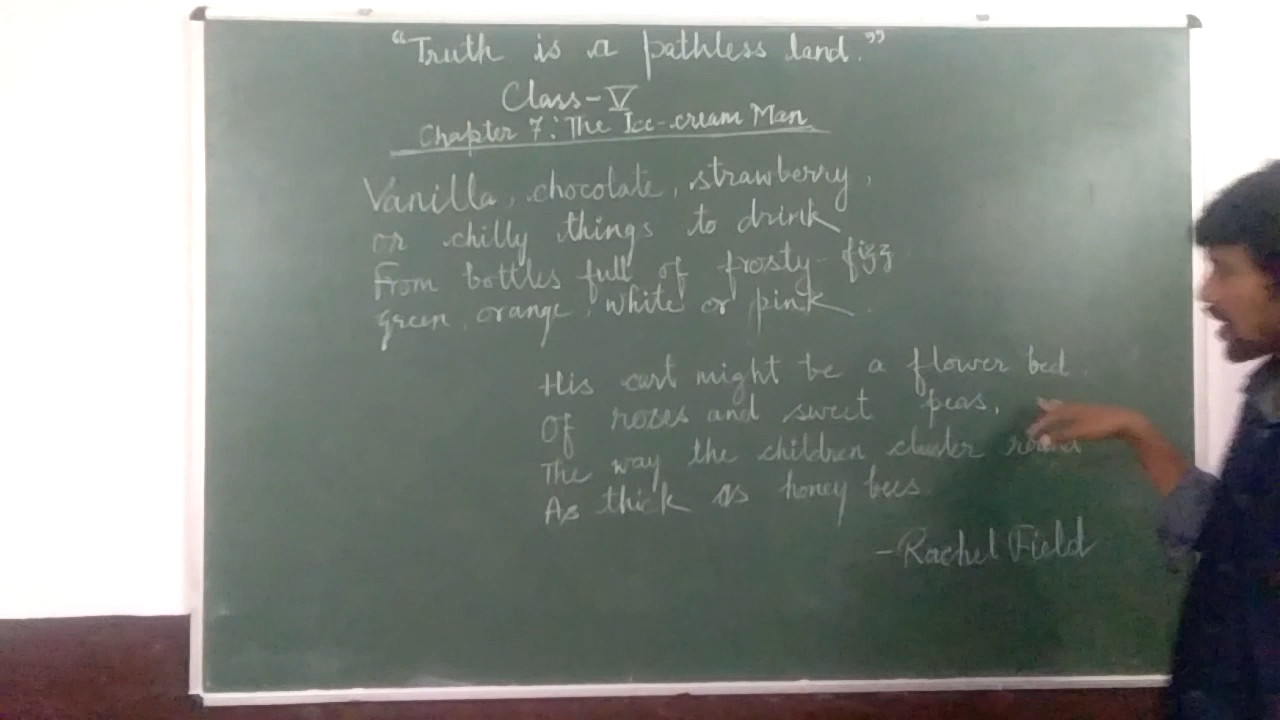 “Truth is a pathless land.”
Class-V
Chapter 7: The Ice-cream Man
Vanilla, chocolate, strawberry,
or chilly things to drink
From bottles full of frosty-fizz
green, orange, white or pink.
His cart might be a flower bed.
Of roses and sweet peas,
The way the children cluster round
As thick as honey bees
-Rachel Field